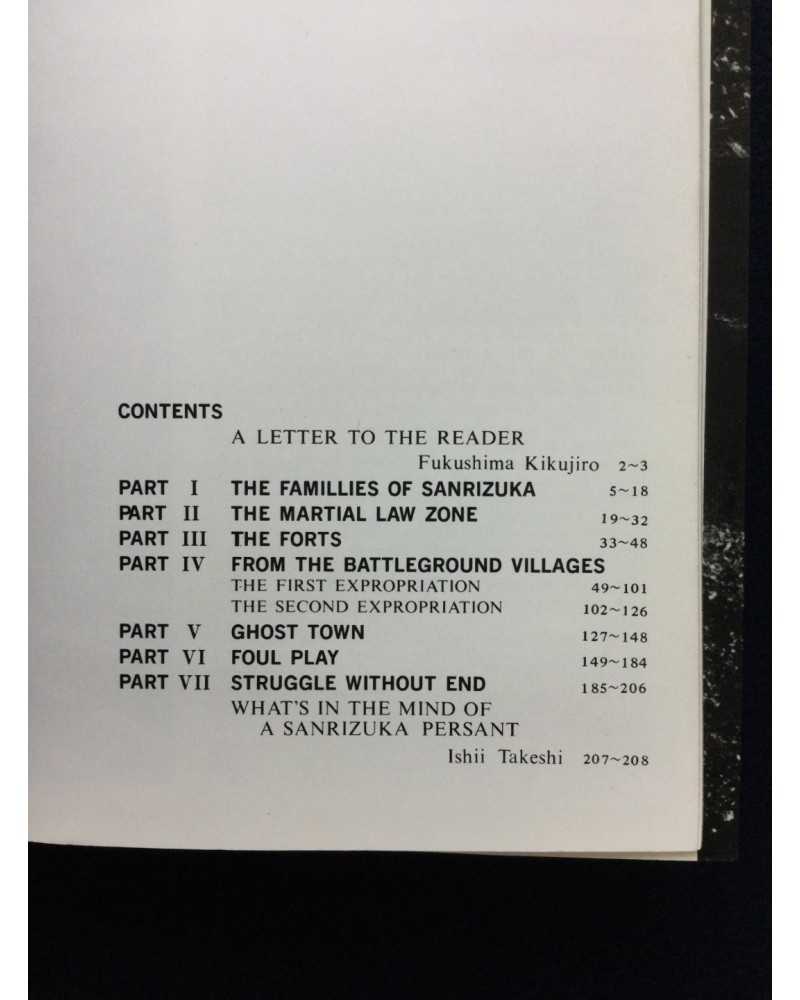 CONTENTS
A LETTER TO THE READER
Fukushima Kikujiro 2~3
PART I THE FAMILLIES OF SANRIZUKA 5~18
PART II THE MARTIAL LAW ZONE 19~32
PART III THE FORTS 33~48
PART IV FROM THE BATTLEGROUND VILLAGES
THE FIRST EXPROPRIATION 49~101
THE SECOND EXPROPRIATION 102~126
PART V GHOST TOWN 127~148
PART VI FOUL PLAY 149~184
PART VII STRUGGLE WITHOUT END 185~206
WHAT'S IN THE MIND OF
A SANRIZUKA PERSANT
Ishii Takeshi 207~208